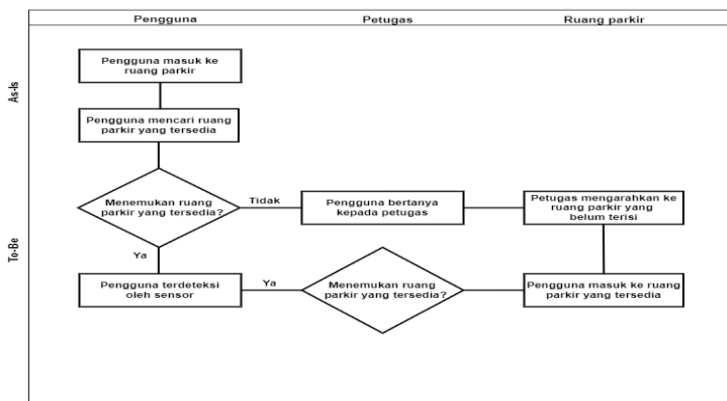 Pengguna
Petugas
Ruang parkir
As-Is
Pengguna masuk ke
ruang parkir
Pengguna mencari ruang
parkir yang tersedia
Menemukan ruang
parkir yang tersedia?
Tidak
Pengguna bertanya
kepada petugas
Petugas mengarahkan ke
ruang parkir yang
belum terisi
To-Be
Ya
Pengguna terdeteksi
oleh sensor
Ya
Menemukan ruang
parkir yang tersedia?
Pengguna masuk ke ruang
parkir yang tersedia